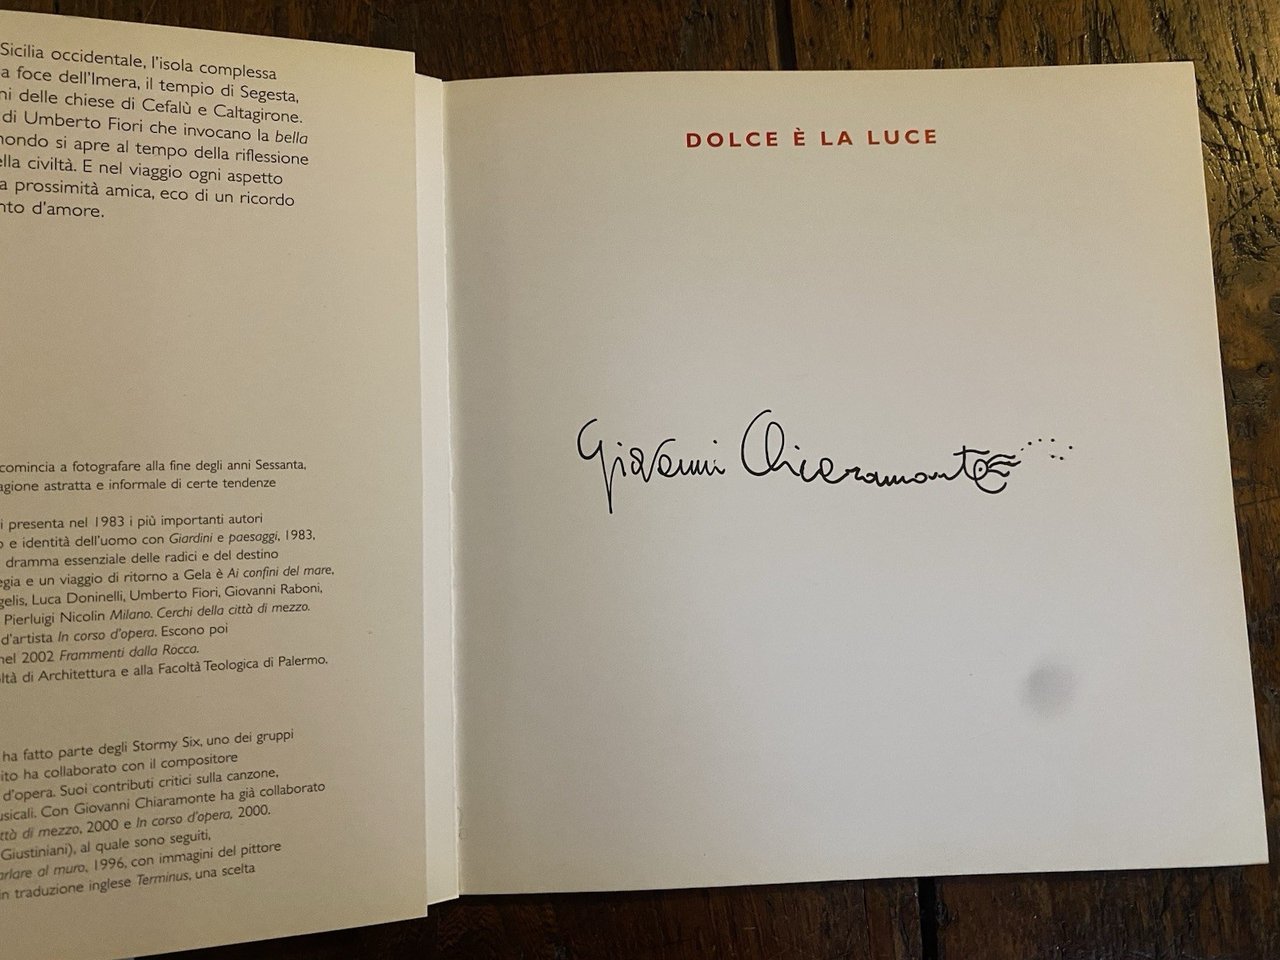 Sicilia occidentale, l'isola complessa
a foce dell'Imera, il tempio di Segesta,
ni delle chiese di Cefalù e Caltagirone.
di Umberto Fiori che invocano la bella
nondo si apre al tempo della riflessione
ella civiltà. E nel viaggio ogni aspetto
a prossimità amica, eco di un ricordo
nto d'amore.
comincia a fotografare alla fine degli anni Sessanta,
agione astratta e informale di certe tendenze
i presenta nel 1983 i più importanti autori
o e identità dell'uomo con Giardini e paesaggi, 1983,
dramma essenziale delle radici e del destino
egia e un viaggio di ritorno a Gela è Ai confini del mare,
gelis, Luca Doninelli, Umberto Fiori, Giovanni Raboni,
Pierluigi Nicolin Milano. Cerchi della città di mezzo.
d'artista In corso d'opera. Escono poi
nel 2002 Frammenti dalla Rocca.
ltà di Architettura e alla Facoltà Teologica di Palermo.
ha fatto parte degli Stormy Six, uno dei gruppi
ito ha collaborato con il compositore
d'opera. Suoi contributi critici sulla canzone,
usicali. Con Giovanni Chiaramonte ha già collaborato
ttà di mezzo, 2000 e In corso d'opera, 2000.
Giustiniani), al quale sono seguiti,
arlare al muro, 1996, con immagini del pittore
in traduzione inglese Terminus, una scelta
DOLCE È LA LUCE
Giovanni Chiaramonte